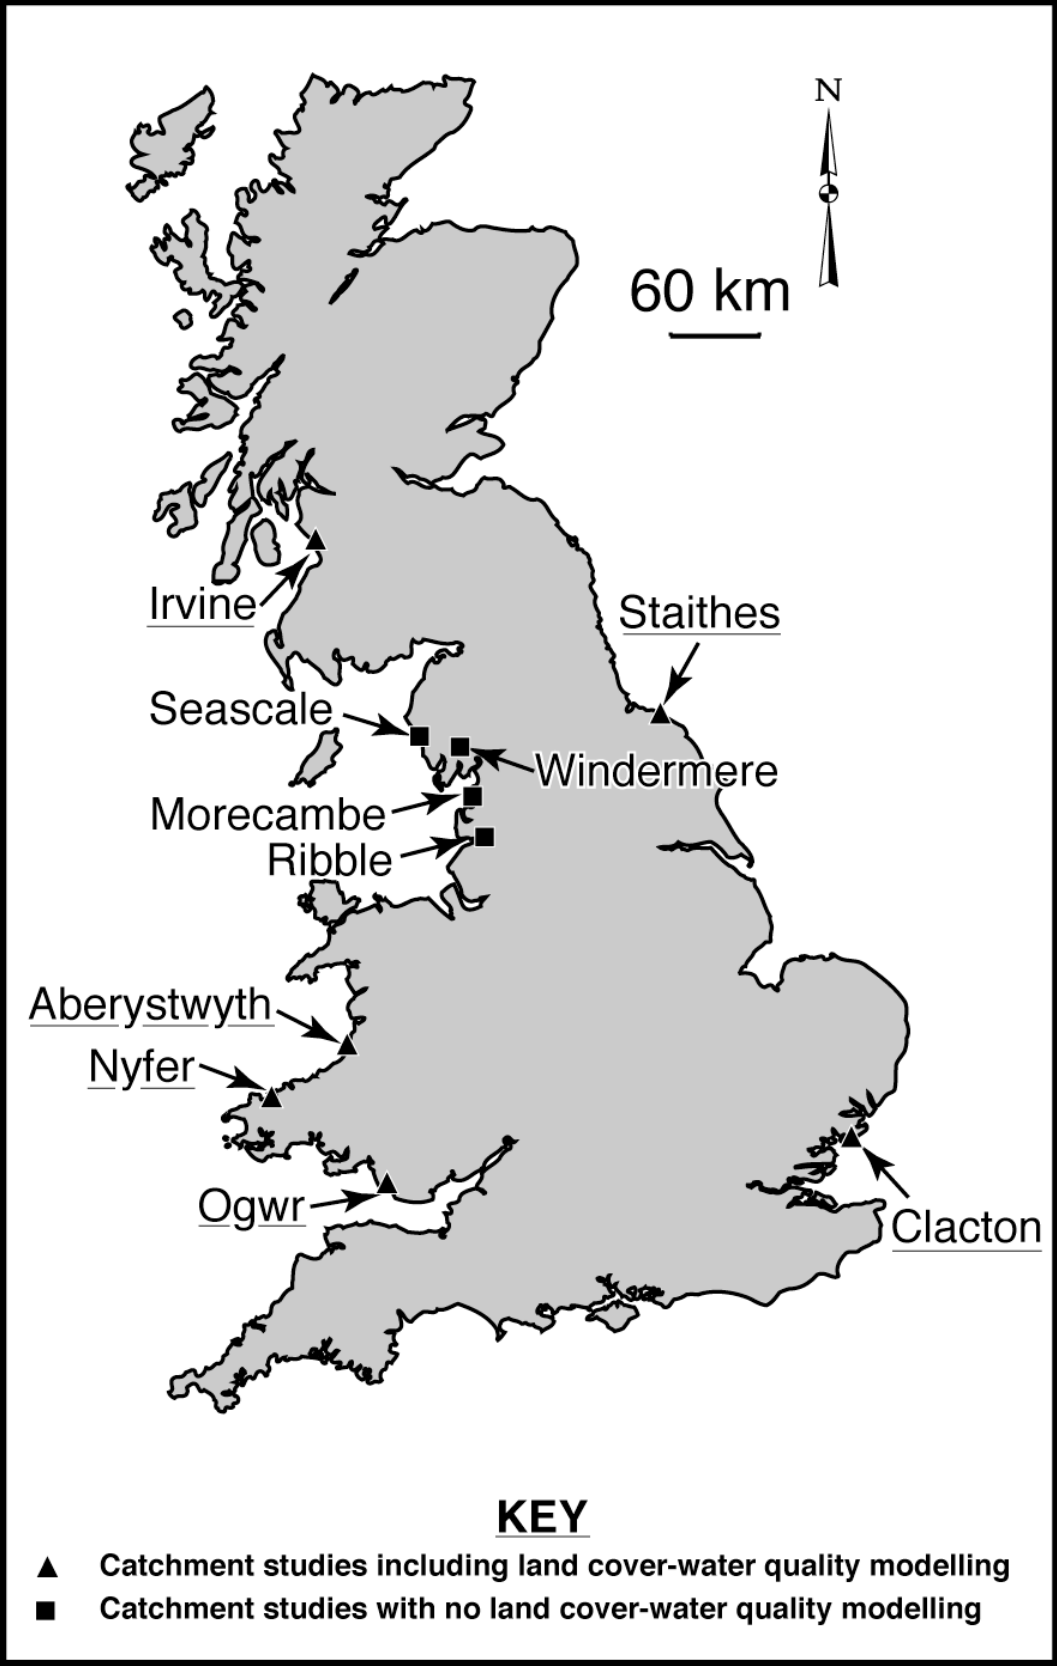 N
60 km
Irvine
Staithes
Seascale
Windermere
Morecambe
Ribble
Aberystwyth
Nyfer
Ogwr
Clacton
KEY
Catchment studies including land cover-water quality modelling
Catchment studies with no land cover-water quality modelling